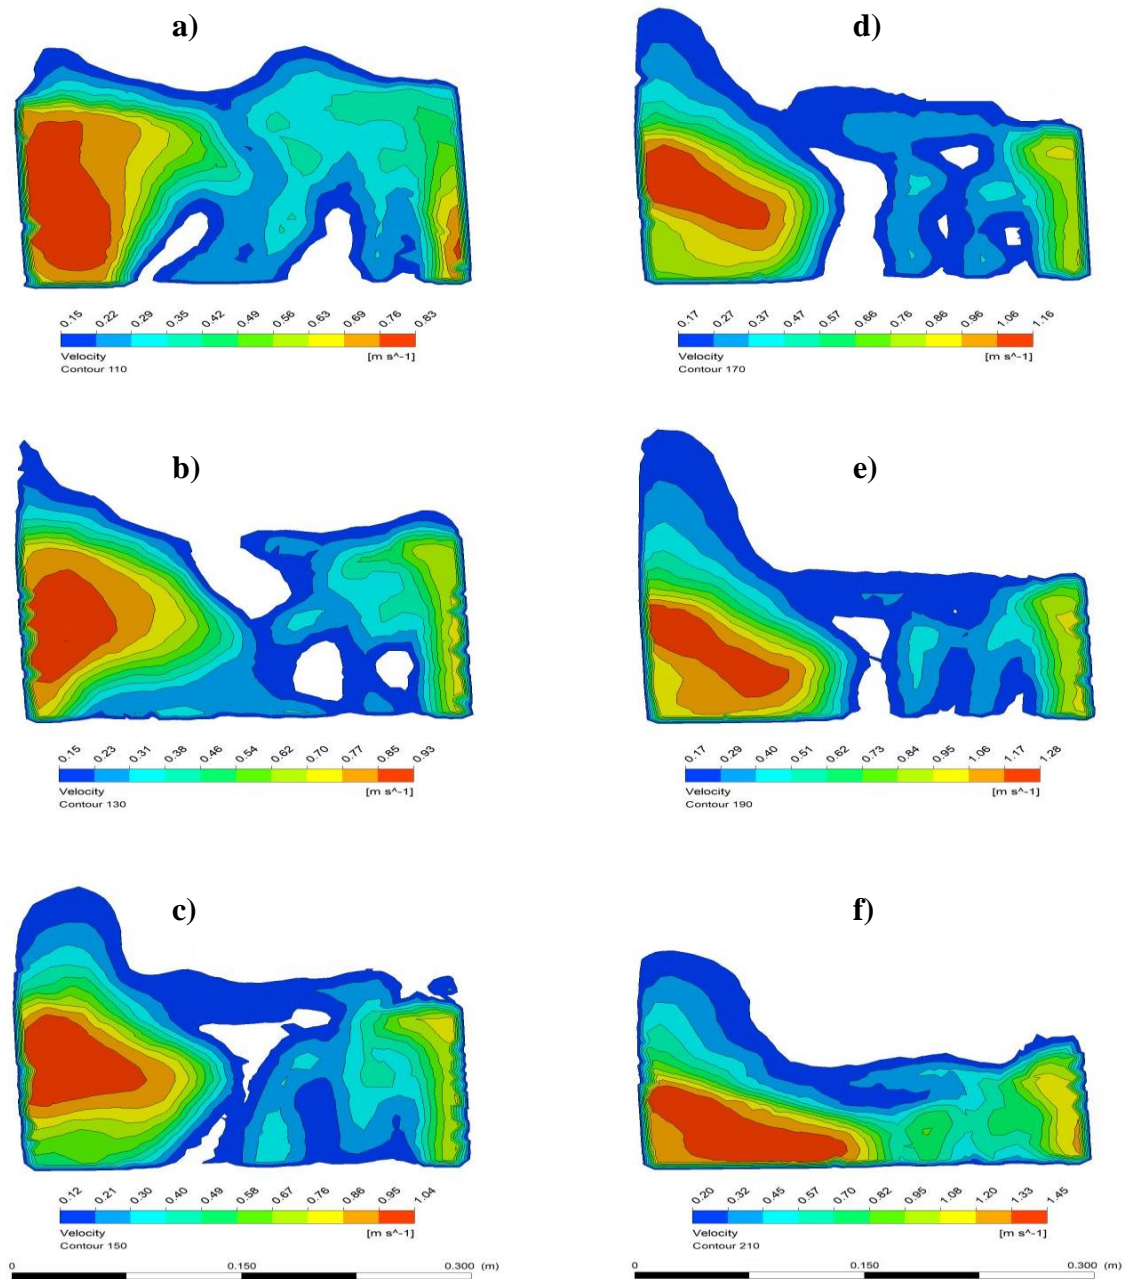 a)
0.15 0.22 0.29 0.35 0.42 0.49 0.56 0.63 0.69 0.76 0.83
Velocity [m s^-1]
Contour 110
b)
0.15 0.23 0.31 0.38 0.46 0.54 0.62 0.70 0.77 0.85 0.93
Velocity [m s^-1]
Contour 130
c)
0.12 0.21 0.30 0.40 0.49 0.58 0.67 0.76 0.86 0.95 1.04
Velocity [m s^-1]
Contour 150
0 0.150 0.300 (m)
d)
0.17 0.27 0.37 0.47 0.57 0.66 0.76 0.86 0.96 1.06 1.16
Velocity [m s^-1]
Contour 170
e)
0.17 0.29 0.40 0.51 0.62 0.73 0.84 0.95 1.06 1.17 1.28
Velocity [m s^-1]
Contour 190
f)
0.20 0.32 0.45 0.57 0.70 0.82 0.95 1.08 1.20 1.33 1.45
Velocity [m s^-1]
Contour 210
0 0.150 0.300 (m)